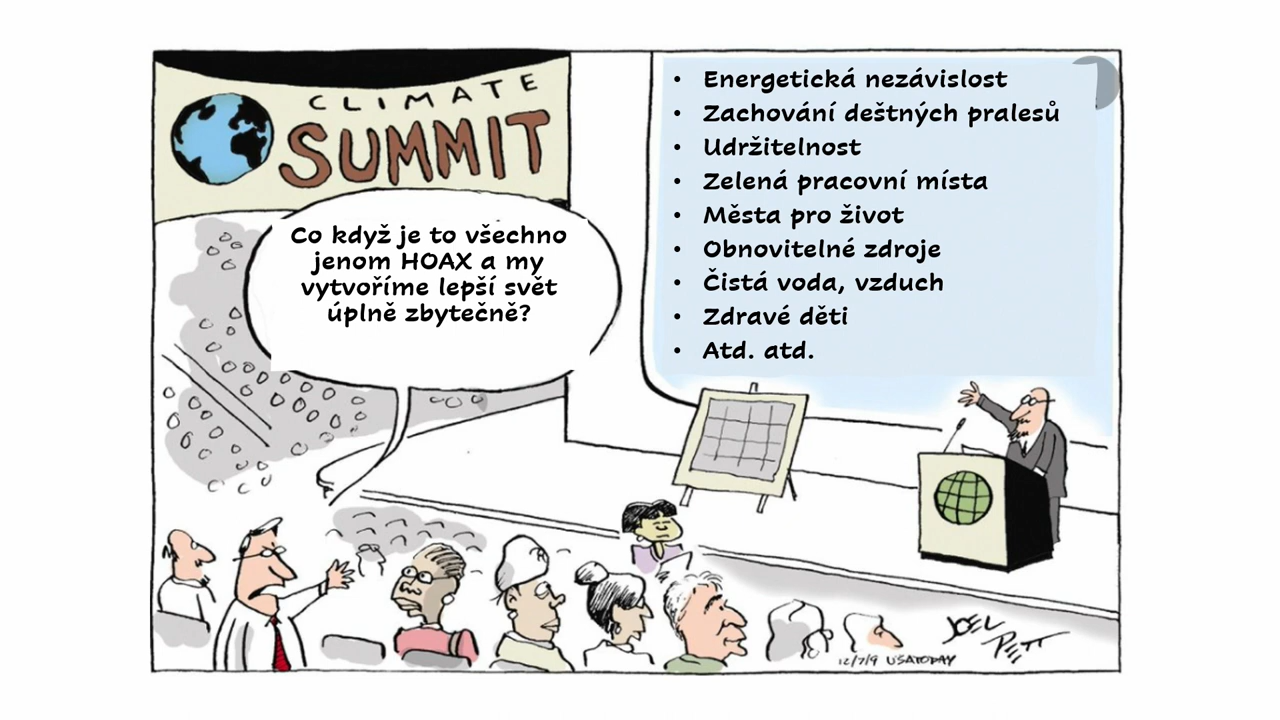 CLIMATE
SUMMIT
Co když je to všechno
jenom HOAX a my
vytvoříme lepší svět
úplně zbytečně?
• Energetická nezávislost
• Zachování deštných pralesů
• Udržitelnost
• Zelená pracovní místa
• Města pro život
• Obnovitelné zdroje
• Čistá voda, vzduch
• Zdravé děti
• Atd. atd.
JOEL
PETT
12/7/9 USA TODAY